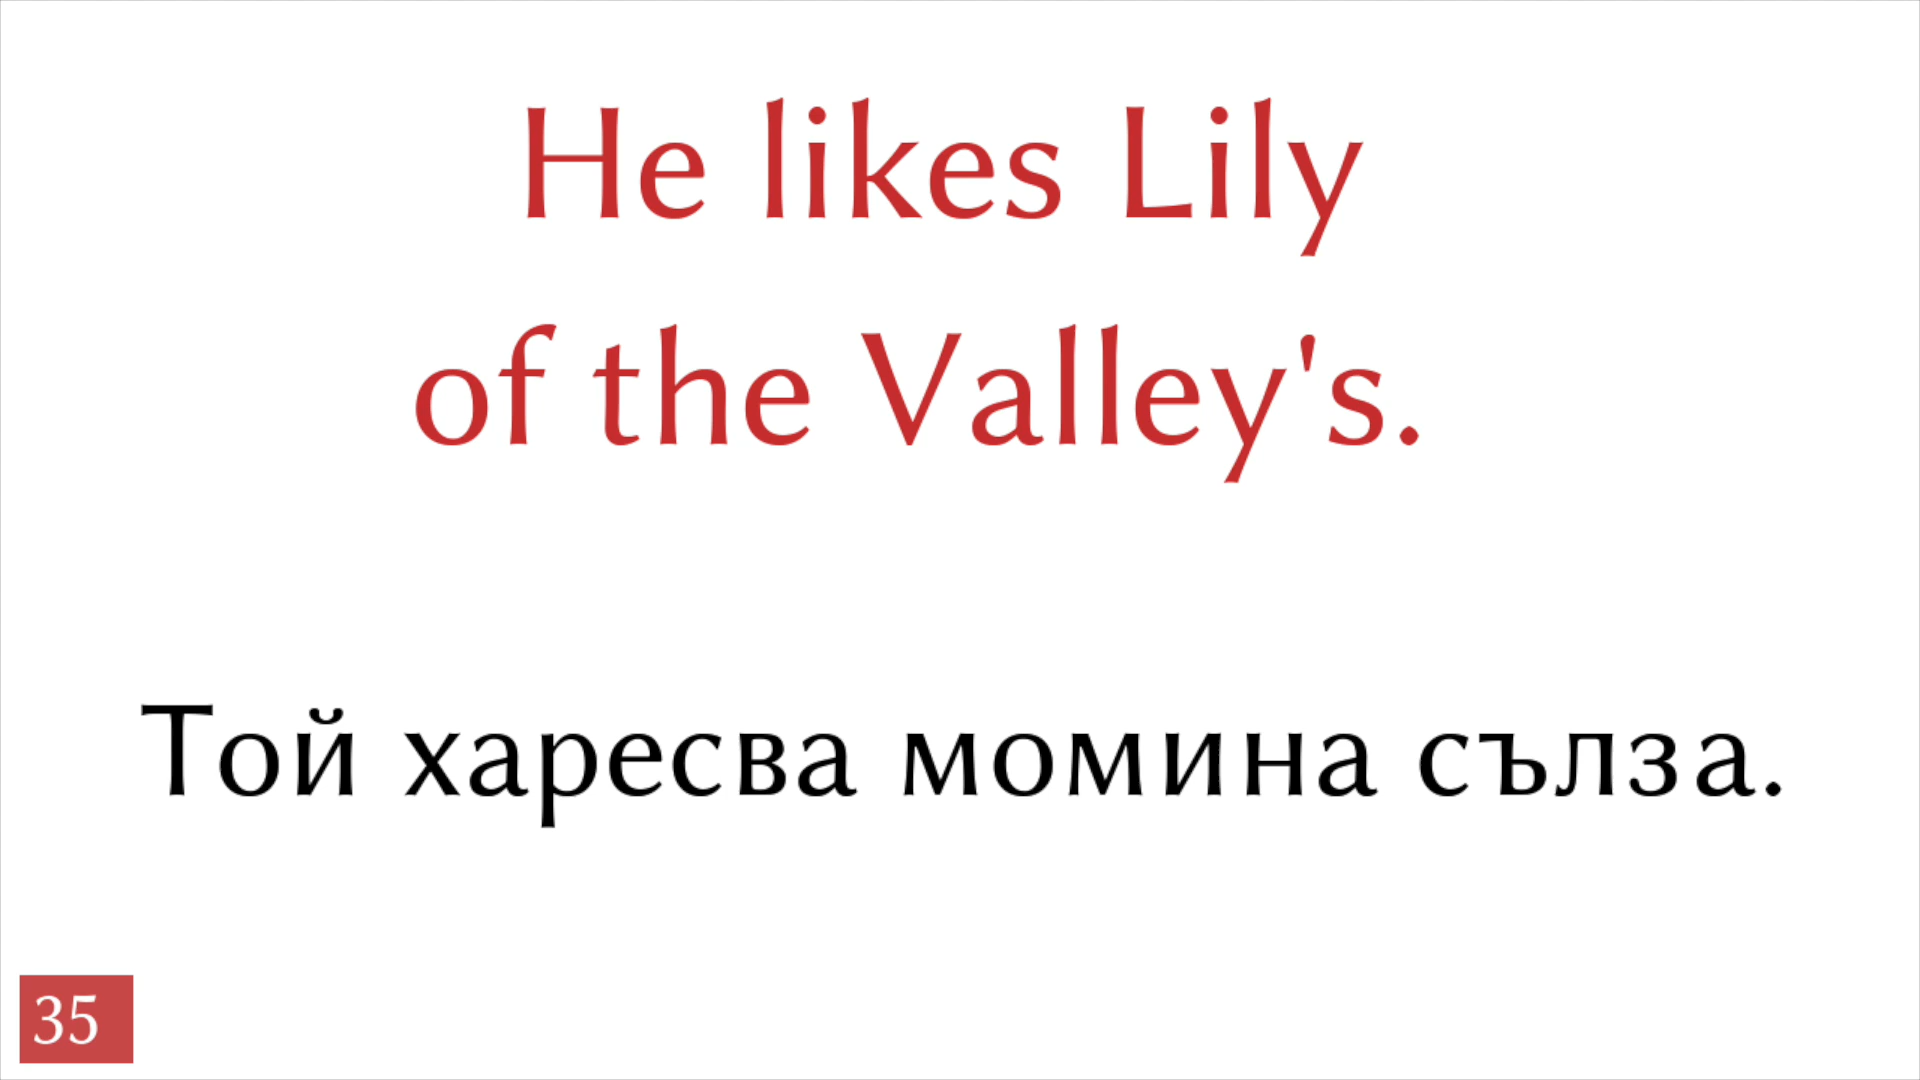 He likes Lily
of the Valley's.
Той харесва момина сълза.
35